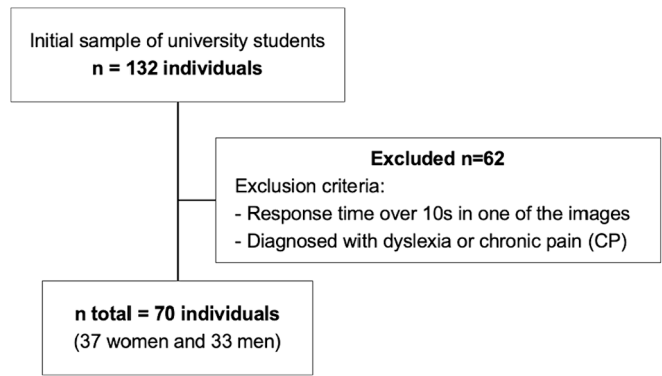 Initial sample of university students
n = 132 individuals
Excluded n=62
Exclusion criteria:
- Response time over 10s in one of the images
- Diagnosed with dyslexia or chronic pain (CP)
n total = 70 individuals
(37 women and 33 men)